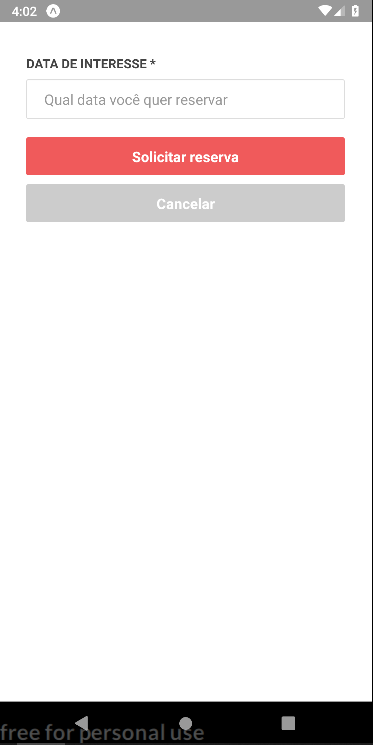 4:02
DATA DE INTERESSE *
Qual data você quer reservar
Solicitar reserva
Cancelar
free for personal use